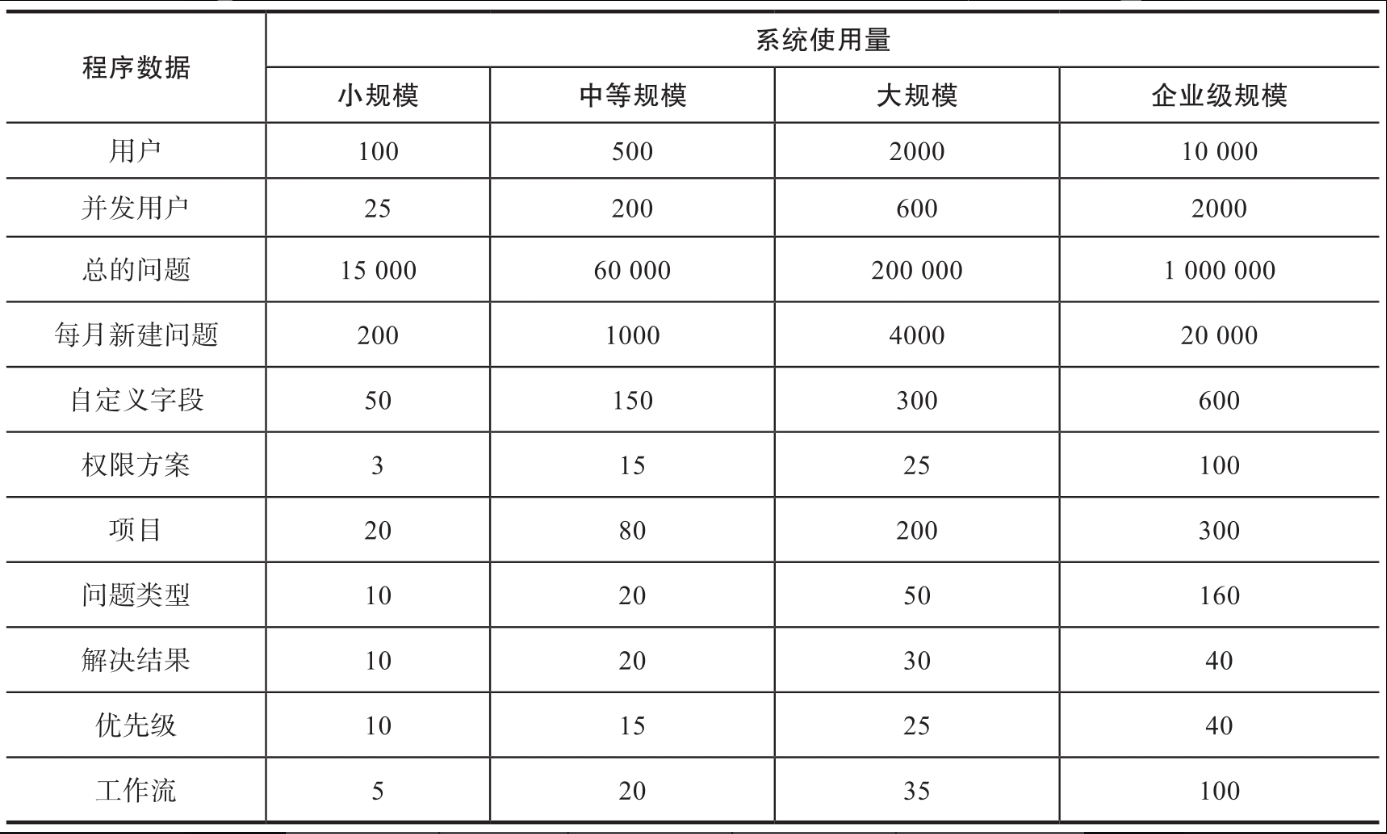 程序数据 系统使用量
小规模 中等规模 大规模 企业级规模
用户 100 500 2000 10 000
并发用户 25 200 600 2000
总的问题 15 000 60 000 200 000 1 000 000
每月新建问题 200 1000 4000 20 000
自定义字段 50 150 300 600
权限方案 3 15 25 100
项目 20 80 200 300
问题类型 10 20 50 160
解决结果 10 20 30 40
优先级 10 15 25 40
工作流 5 20 35 100